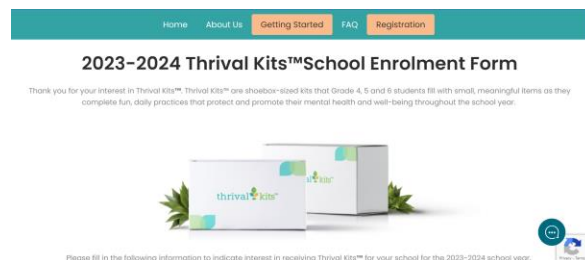 Home About Us Getting Started FAQ Registration
2023-2024 Thrival Kits™School Enrolment Form
Thank you for your interest in Thrival Kits™. Thrival Kits™ are shoebox-sized kits that Grade 4, 5 and 6 students fill with small, meaningful items as they
complete fun, daily practices that protect and promote their mental health and well-being throughout the school year.
thrival kits™
Please fill in the following information to indicate interest in receiving Thrival Kits™ for your school for the 2023-2024 school year.